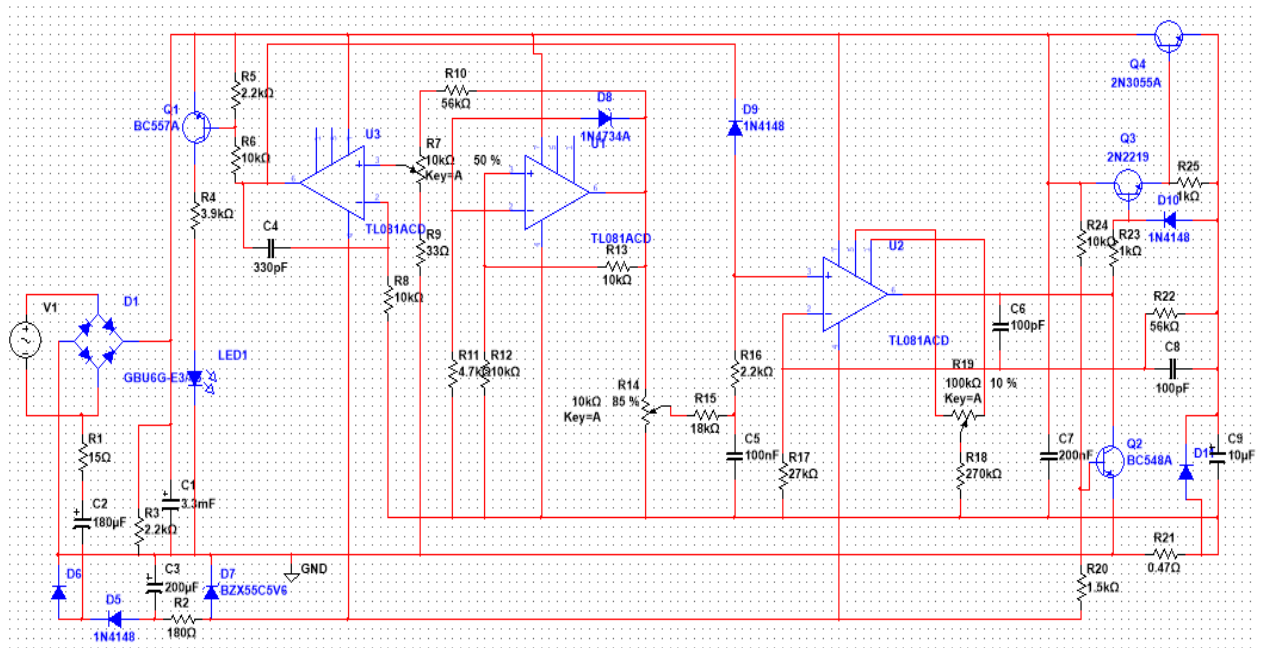 Q4
2N3055A
R5
2.2kΩ
R10
56kΩ
D8
1N4734A
D9
1N4148
Q1
BC557A
U3
R6
10kΩ
R7
10kΩ
Key=A
50 %
U1
Q3
2N2219
R25
1kΩ
R4
3.9kΩ
TL081ACD
TL081ACD
D10
1N4148
C4
330pF
R9
33Ω
R13
10kΩ
U2
R24
10kΩ
R23
1kΩ
R8
10kΩ
V1
D1
C6
100pF
R22
56kΩ
TL081ACD
LED1
R11
4.7kΩ
R12
10kΩ
R16
2.2kΩ
R19
100kΩ
Key=A
10 %
C8
100pF
R14
10kΩ
Key=A
85 %
R15
18kΩ
R1
15Ω
C5
100nF
R17
27kΩ
R18
270kΩ
C7
200nF
Q2
BC548A
C9
10µF
C2
180µF
C1
3.3mF
R3
2.2kΩ
R21
0.47Ω
D6
C3
200µF
D7
BZX55C5V6
GND
R20
1.5kΩ
D5
1N4148
R2
180Ω